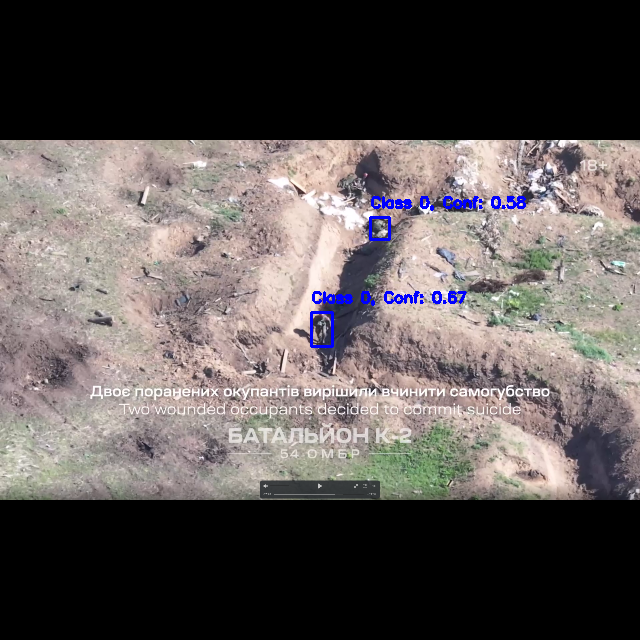 18+
Class 0, Conf: 0.58
Class 0, Conf: 0.67
Двоє поранених окупантів вирішили вчинити самогубство
Two wounded occupants decided to commit suicide
БАТАЛЬЙОН К-2
54 ОМБР